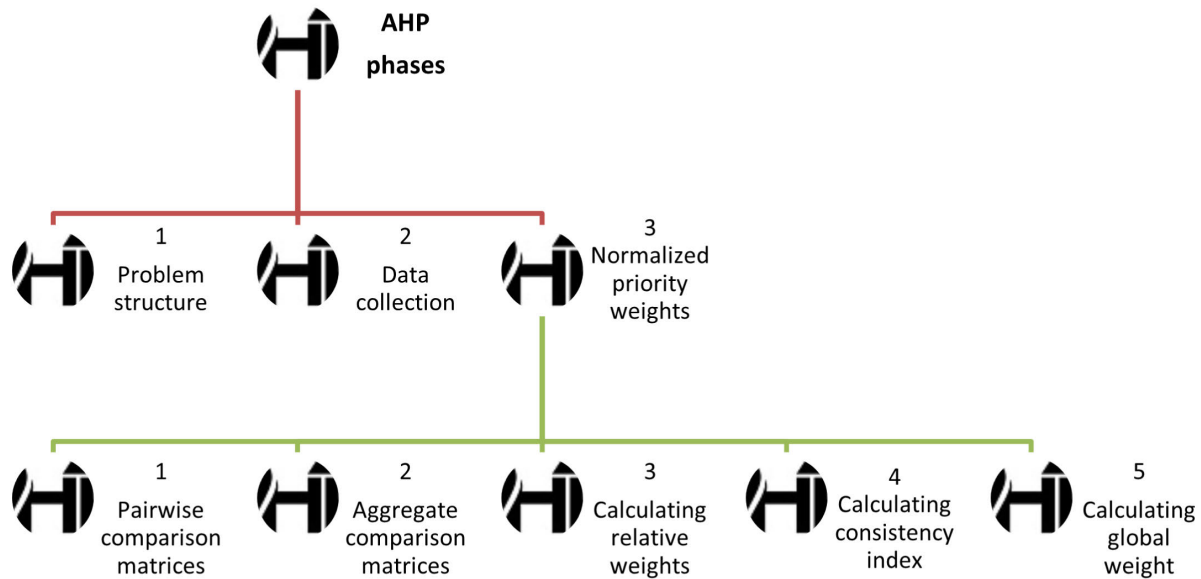 AHP
phases
1
Problem
structure
2
Data
collection
3
Normalized
priority
weights
1
Pairwise
comparison
matrices
2
Aggregate
comparison
matrices
3
Calculating
relative
weights
4
Calculating
consistency
index
5
Calculating
global
weight